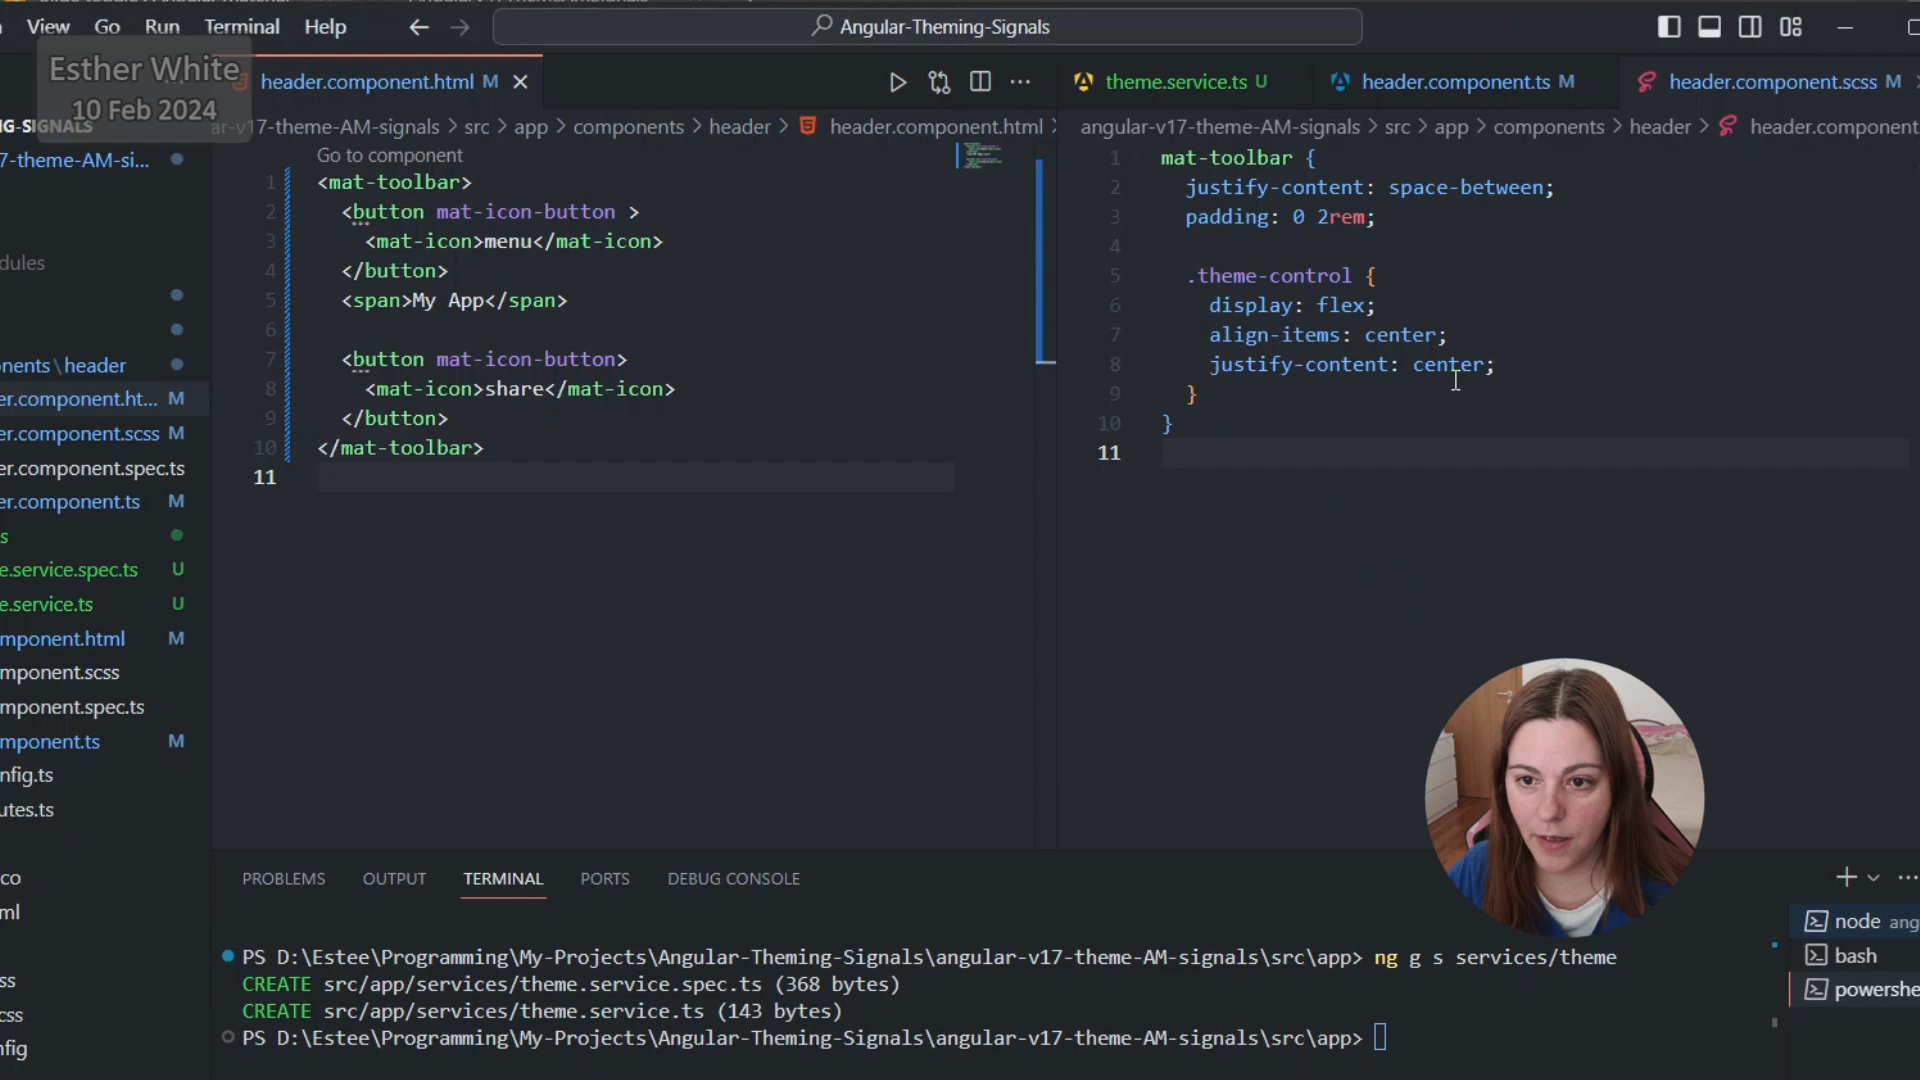 View Go Run Terminal Help
Angular-Theming-Signals
Esther White
10 Feb 2024
header.component.html M
theme.service.ts U
header.component.ts M
header.component.scss M
ar-v17-theme-AM-signals > src > app > components > header > header.component.html >
angular-v17-theme-AM-signals > src > app > components > header > header.component
NG-SIGNALS
7-theme-AM-si...
dules
nents\header
er.component.ht... M
er.component.scss M
er.component.spec.ts
er.component.ts M
s
e.service.spec.ts U
e.service.ts U
mponent.html M
mponent.scss
mponent.spec.ts
mponent.ts M
nfig.ts
utes.ts
co
ml
ss
css
nfig
Go to component
1 <mat-toolbar>
2 <button mat-icon-button >
3 <mat-icon>menu</mat-icon>
4 </button>
5 <span>My App</span>
6
7 <button mat-icon-button>
8 <mat-icon>share</mat-icon>
9 </button>
10 </mat-toolbar>
11
1 mat-toolbar {
2 justify-content: space-between;
3 padding: 0 2rem;
4
5 .theme-control {
6 display: flex;
7 align-items: center;
8 justify-content: center;
9 }
10 }
11
PROBLEMS OUTPUT TERMINAL PORTS DEBUG CONSOLE
PS D:\Estee\Programming\My-Projects\Angular-Theming-Signals\angular-v17-theme-AM-signals\src\app> ng g s services/theme
CREATE src/app/services/theme.service.spec.ts (368 bytes)
CREATE src/app/services/theme.service.ts (143 bytes)
PS D:\Estee\Programming\My-Projects\Angular-Theming-Signals\angular-v17-theme-AM-signals\src\app>
node ang
bash
powershe